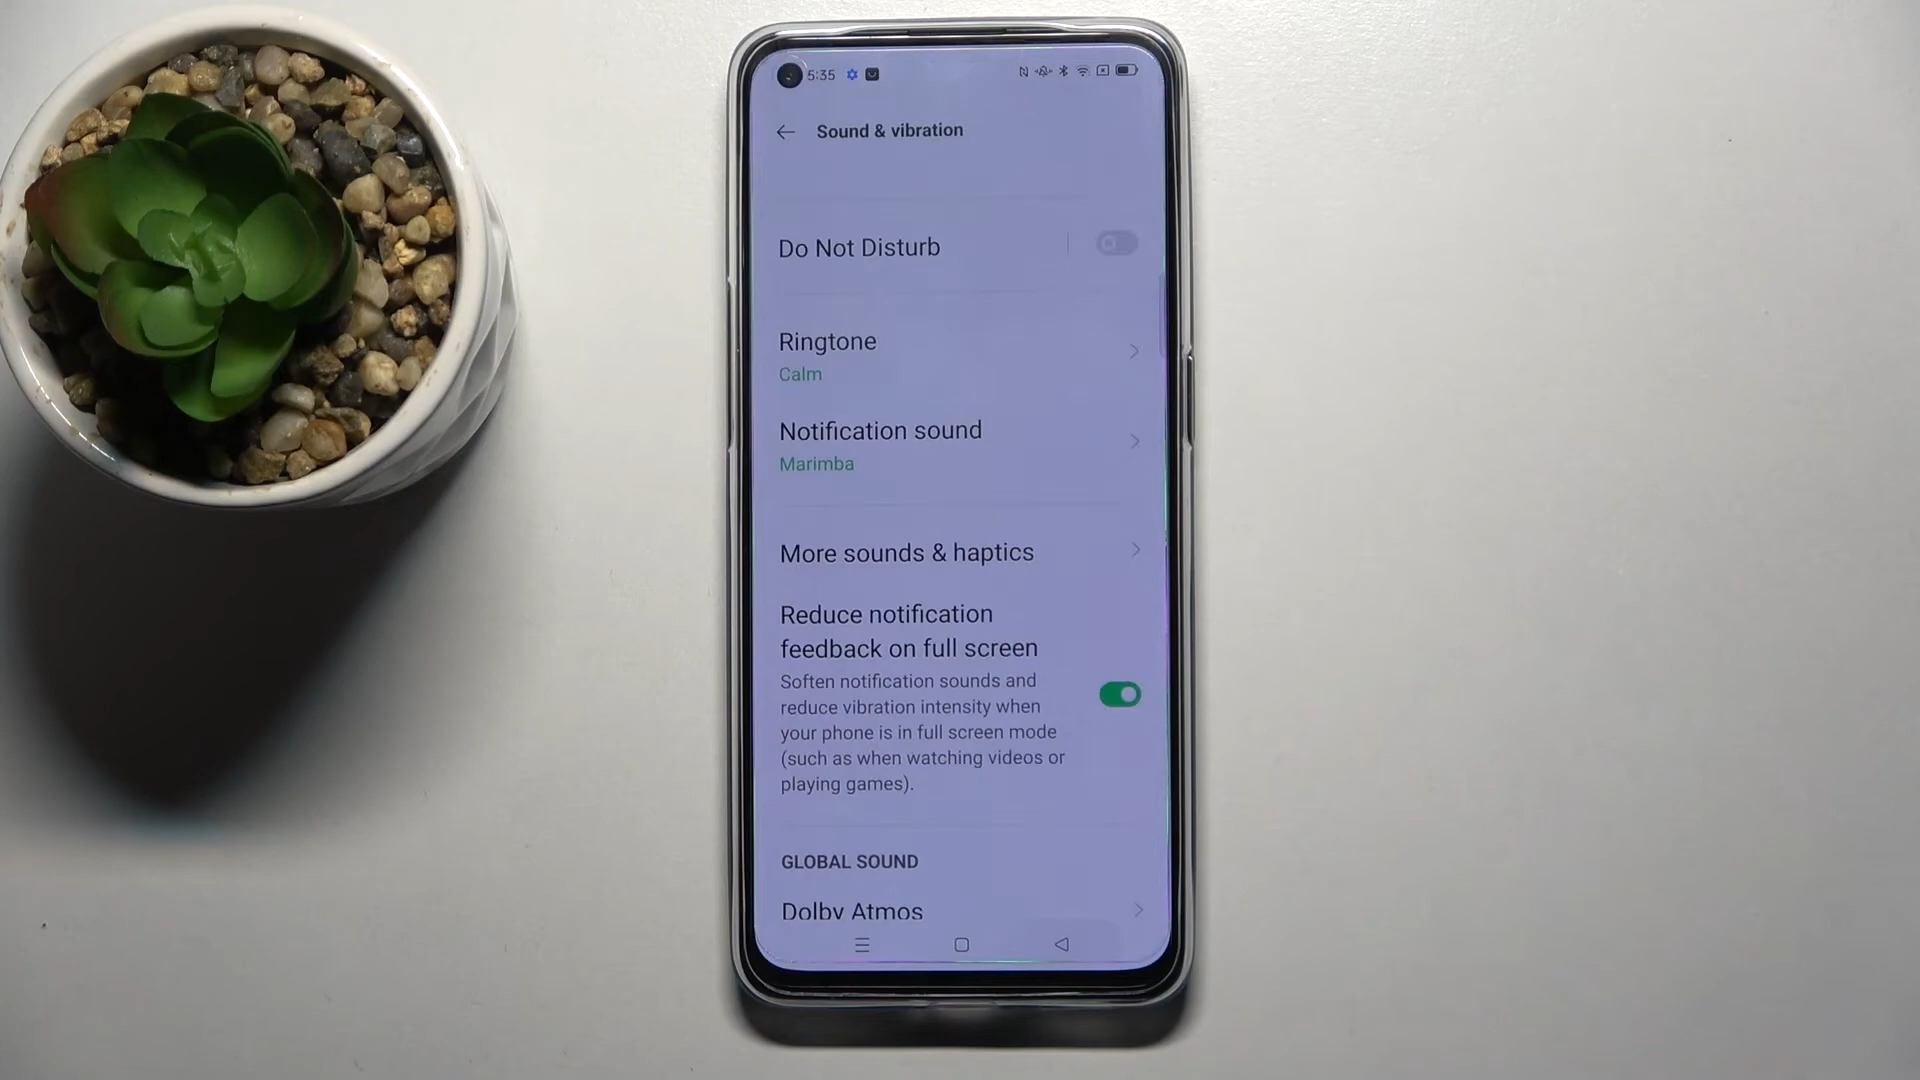 5:35
Sound & vibration
Do Not Disturb
Ringtone
Calm
Notification sound
Marimba
More sounds & haptics
Reduce notification
feedback on full screen
Soften notification sounds and
reduce vibration intensity when
your phone is in full screen mode
(such as when watching videos or
playing games).
GLOBAL SOUND
Dolby Atmos